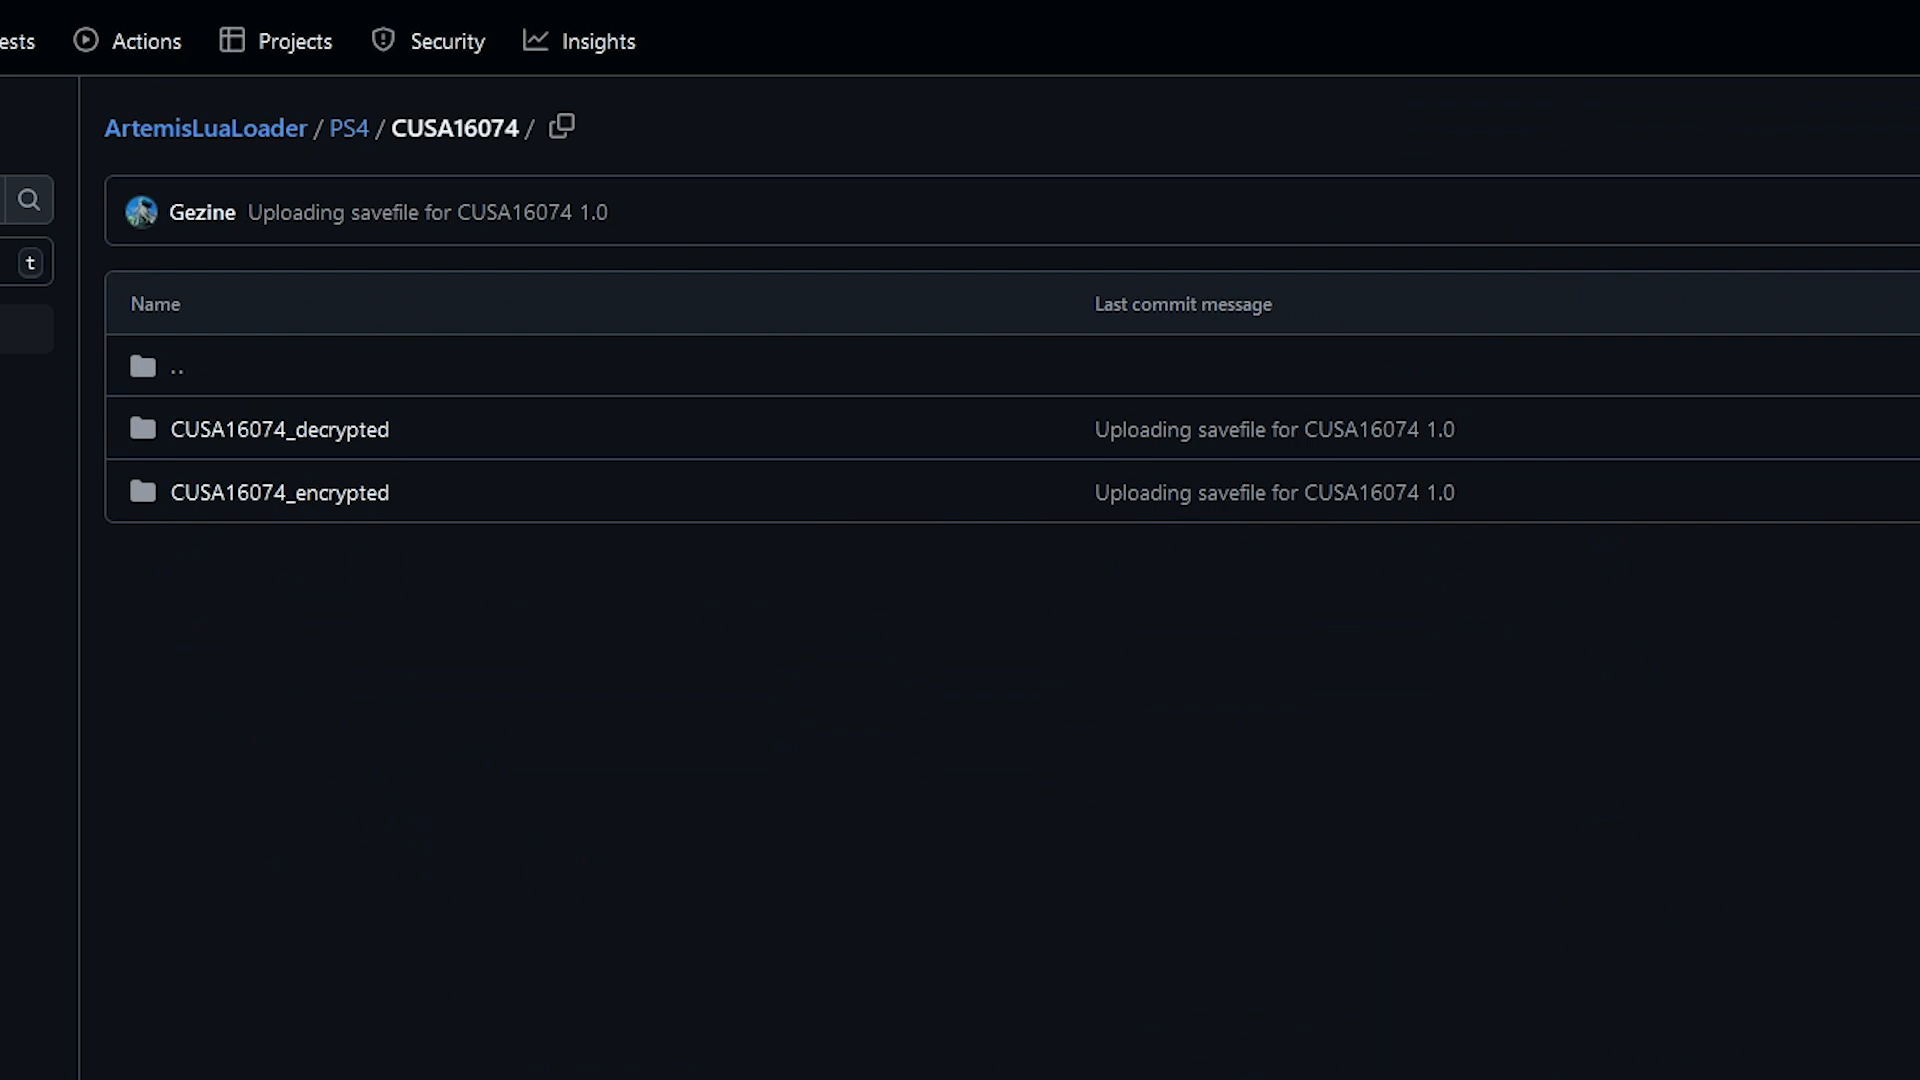 ests Actions Projects Security Insights
ArtemisLuaLoader / PS4 / CUSA16074 /
Gezine Uploading savefile for CUSA16074 1.0
t
Name Last commit message
..
CUSA16074_decrypted Uploading savefile for CUSA16074 1.0
CUSA16074_encrypted Uploading savefile for CUSA16074 1.0